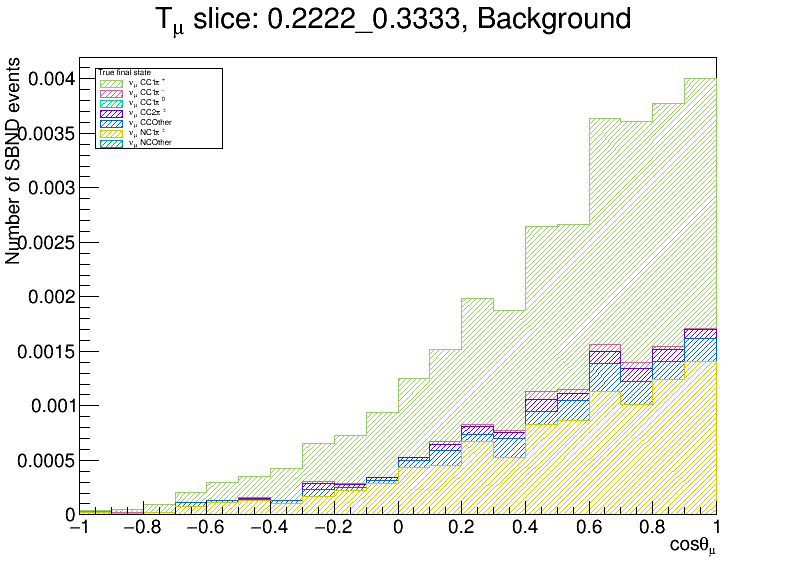 Tμ slice: 0.2222_0.3333, Background
Number of SBND events
0.004
0.0035
0.003
0.0025
0.002
0.0015
0.001
0.0005
0
True final state
νμ CC1π⁺
νμ CC1π⁻
νμ CC1π⁰
νμ CC2π±
νμ CCOther
νμ NC1π±
νμ NCOther
−1 −0.8 −0.6 −0.4 −0.2 0 0.2 0.4 0.6 0.8 1
cosθμ